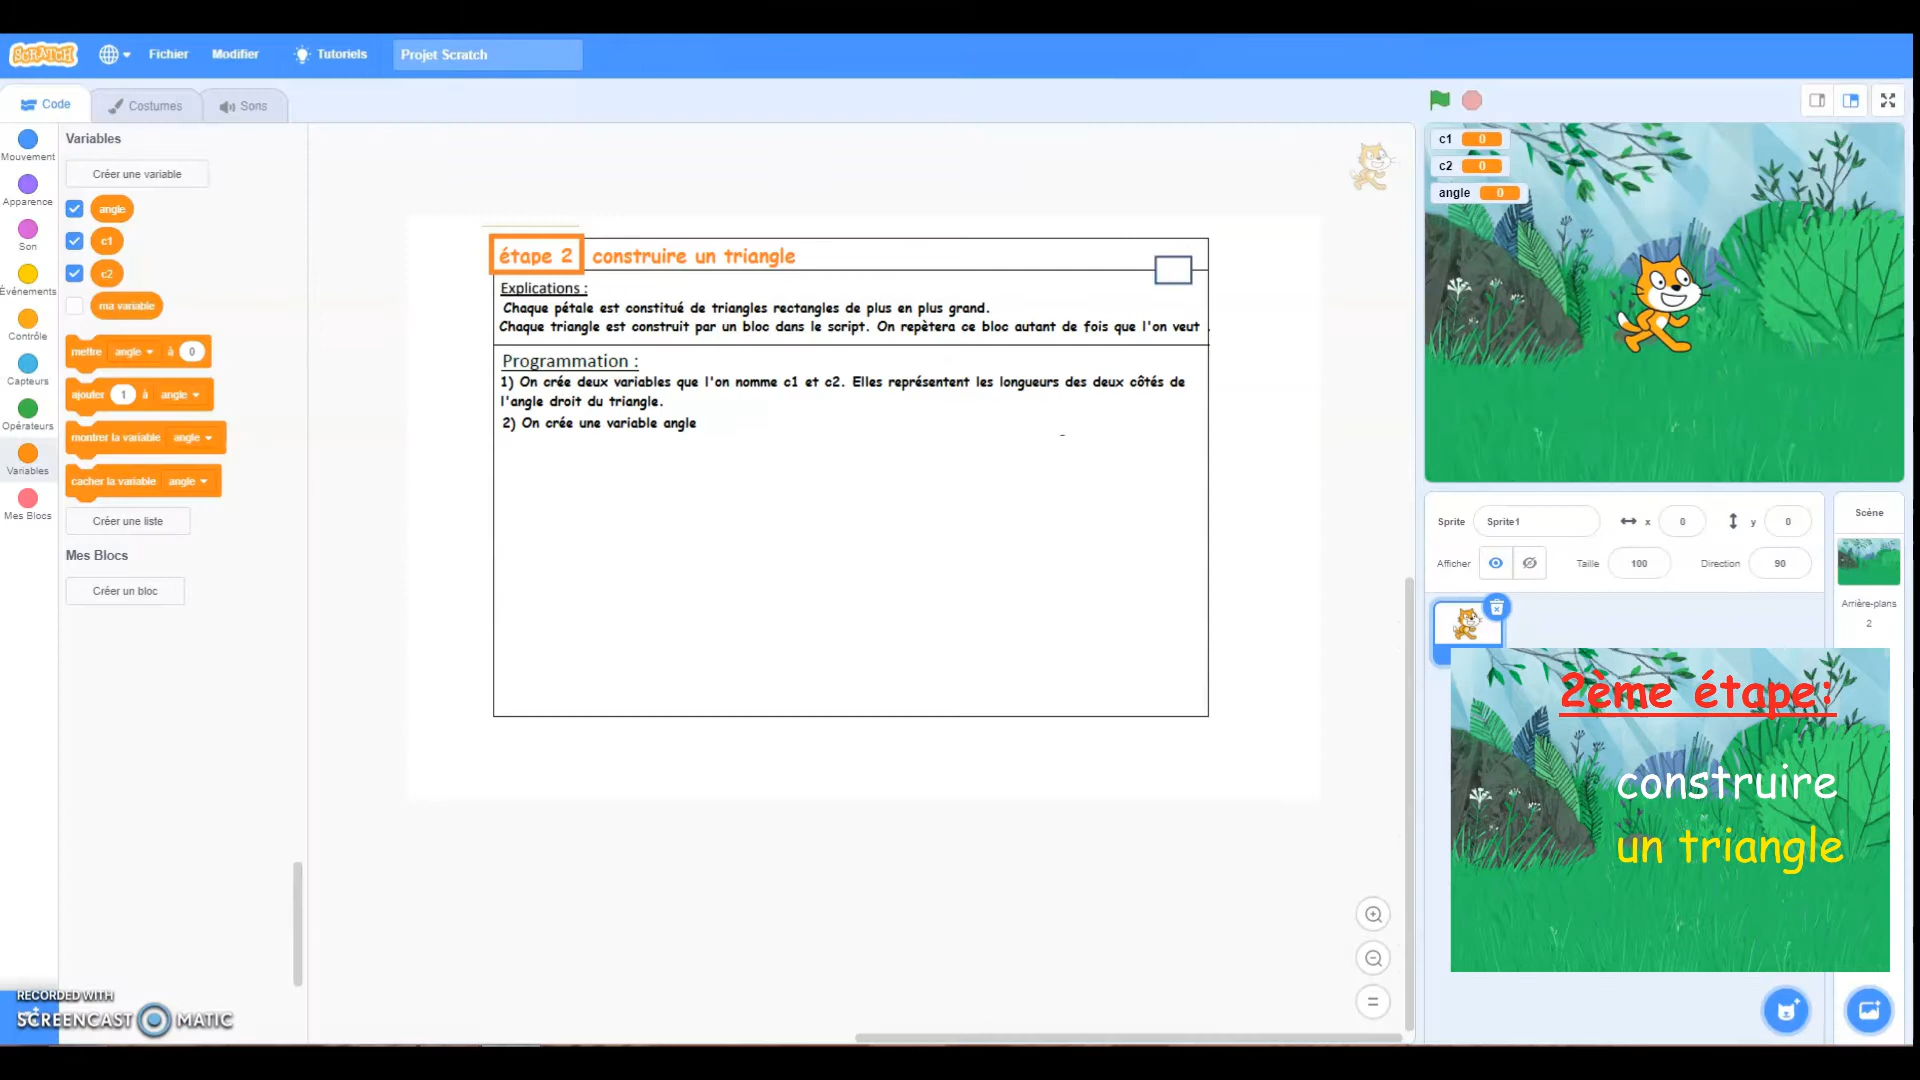 SCRATCH
Fichier
Modifier
Tutoriels
Projet Scratch
Code
Costumes
Sons
Mouvement
Apparence
Son
Événements
Contrôle
Capteurs
Opérateurs
Variables
Mes Blocs
Variables
Créer une variable
angle
c1
c2
ma variable
mettre angle à 0
ajouter 1 à angle
montrer la variable angle
cacher la variable angle
Créer une liste
Mes Blocs
Créer un bloc
étape 2 construire un triangle
Explications :
Chaque pétale est constitué de triangles rectangles de plus en plus grand.
Chaque triangle est construit par un bloc dans le script. On repètera ce bloc autant de fois que l'on veut .
Programmation :
1) On crée deux variables que l'on nomme c1 et c2. Elles représentent les longueurs des deux côtés de
l'angle droit du triangle.
2) On crée une variable angle
c1 0
c2 0
angle 0
Sprite Sprite1 x 0 y 0
Afficher Taille 100 Direction 90
Scène
Arrière-plans
2
2ème étape:
construire
un triangle
RECORDED WITH
SCREENCAST MATIC